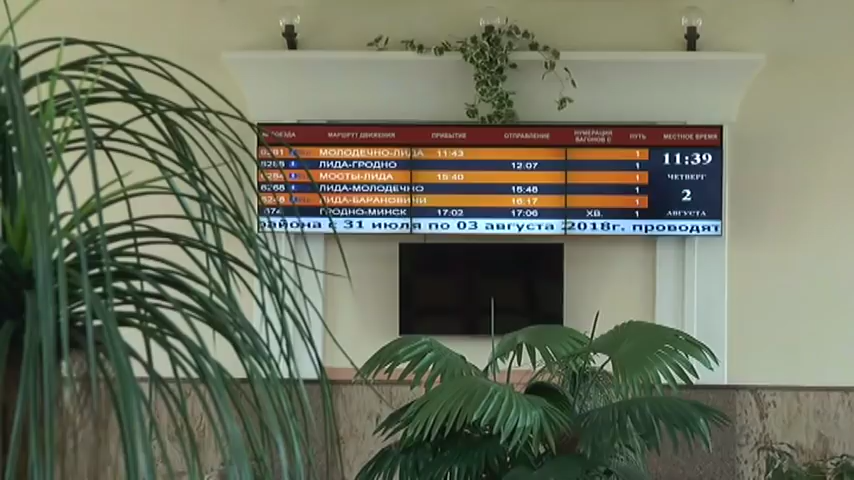 МАРШРУТ ДВИЖЕНИЯ ПРИБЫТИЕ ОТПРАВЛЕНИЕ НУМЕРАЦИЯ ВАГОНОВ С ПУТЬ МЕСТНОЕ ВРЕМЯ
МОЛОДЕЧНО-ЛИДА 11:43 1
ЛИДА-ГРОДНО 12:07 1
МОСТЫ-ЛИДА 15:40 1
ЛИДА-МОЛОДЕЧНО 15:48 1
ЛИДА-БАРАНОВИЧИ 16:17 1
ГРОДНО-МИНСК 17:02 17:06 ХВ. 1
11:39
ЧЕТВЕРГ
2
АВГУСТА
района с 31 июля по 03 августа 2018г. проводят